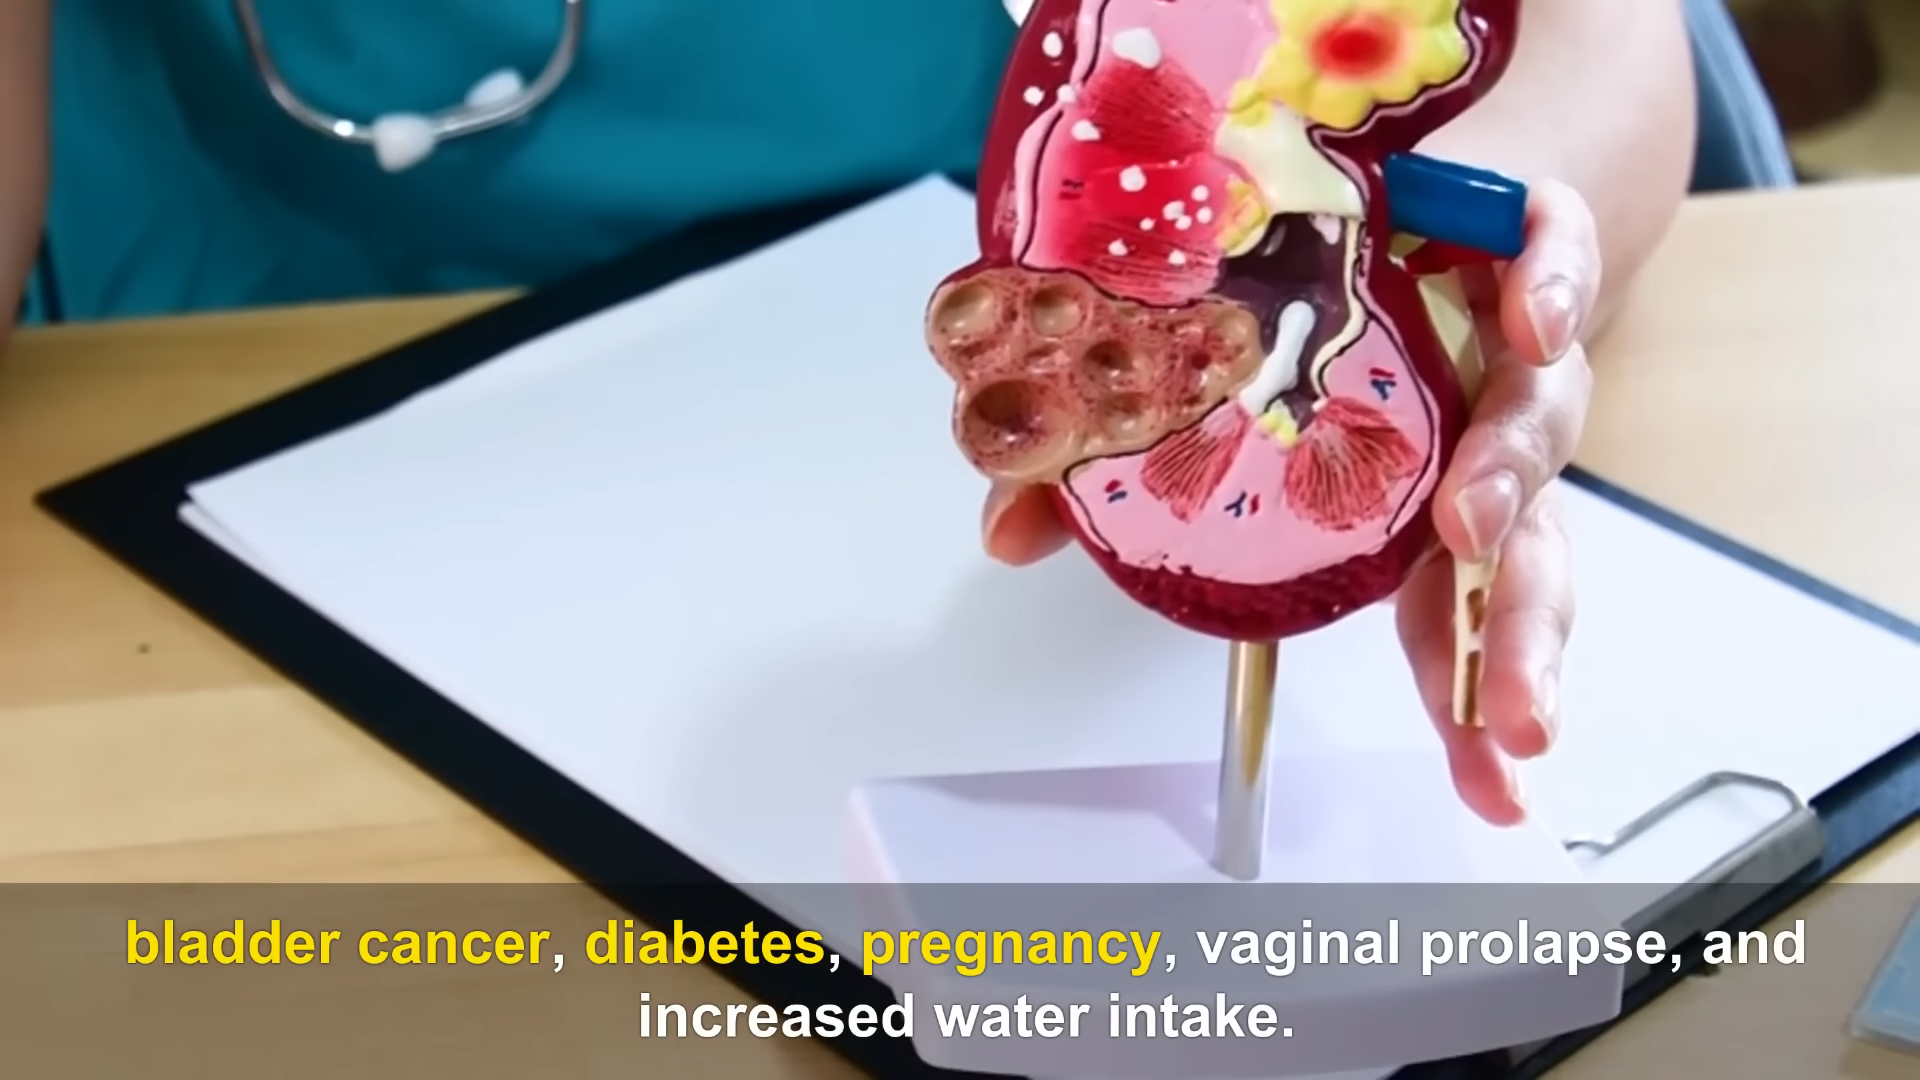 bladder cancer, diabetes, pregnancy, vaginal prolapse, and
increased water intake.